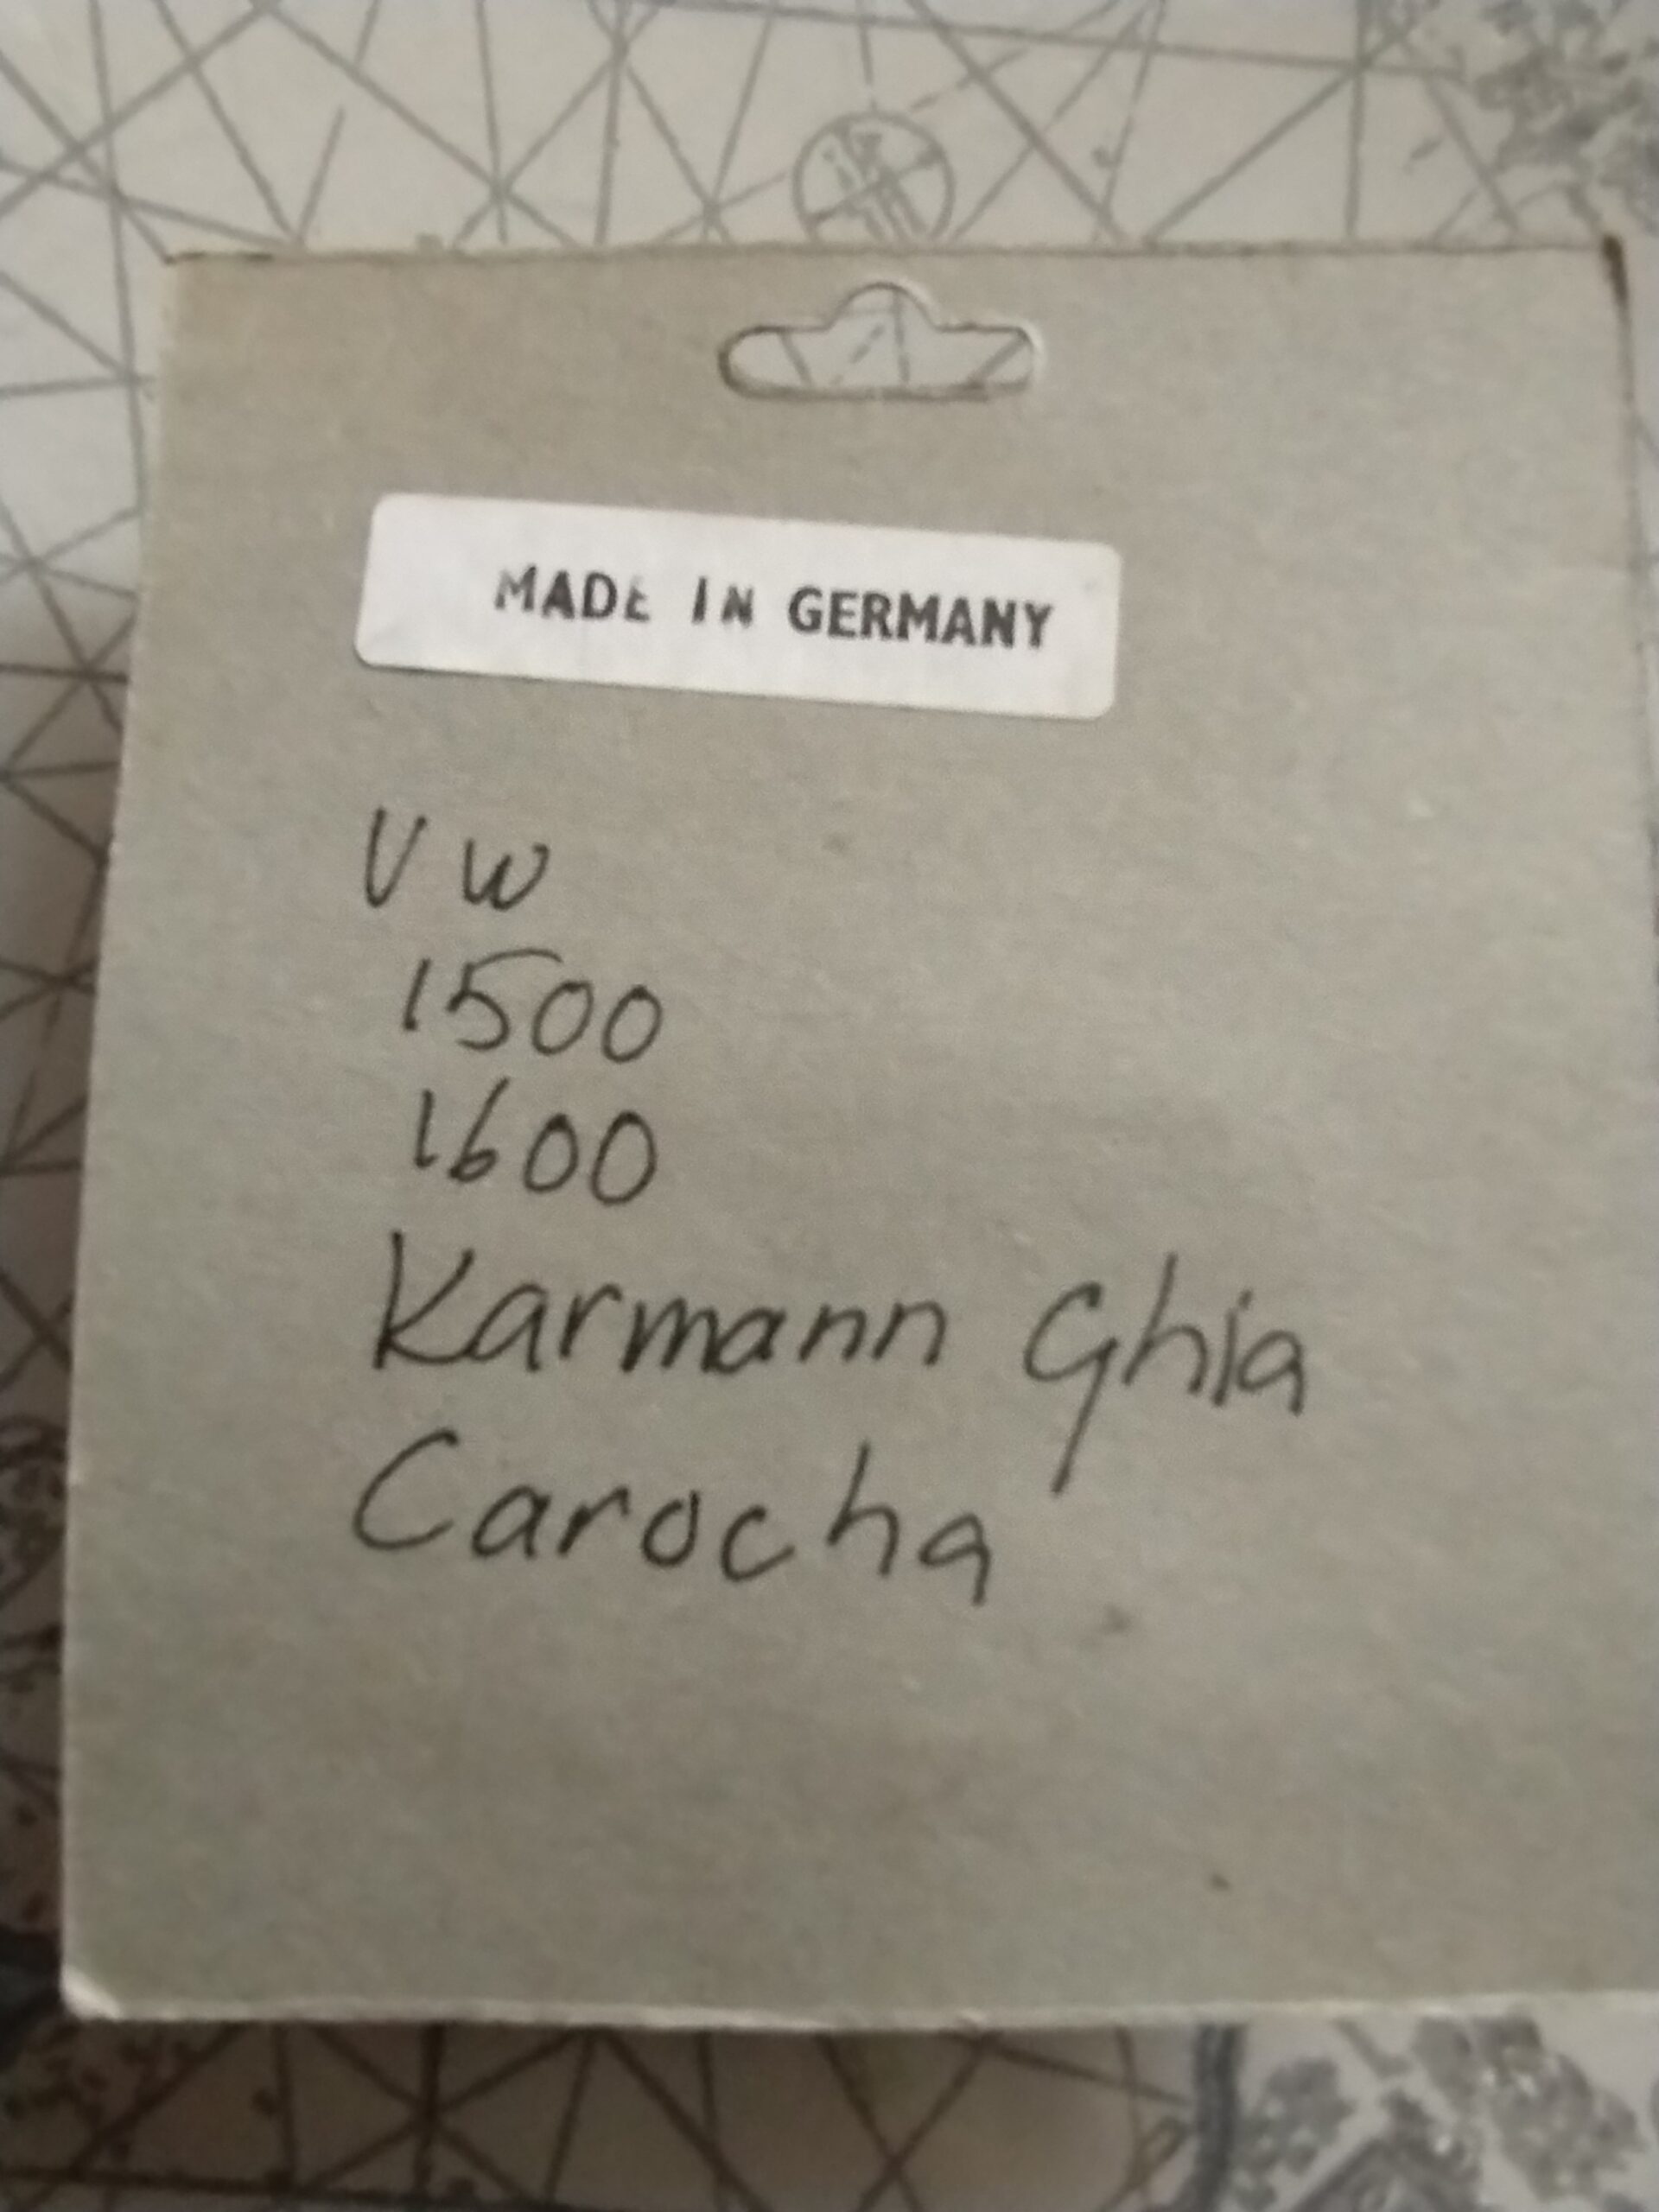 MADE IN GERMANY
VW
1500
1600
Karmann Ghia
Carocha